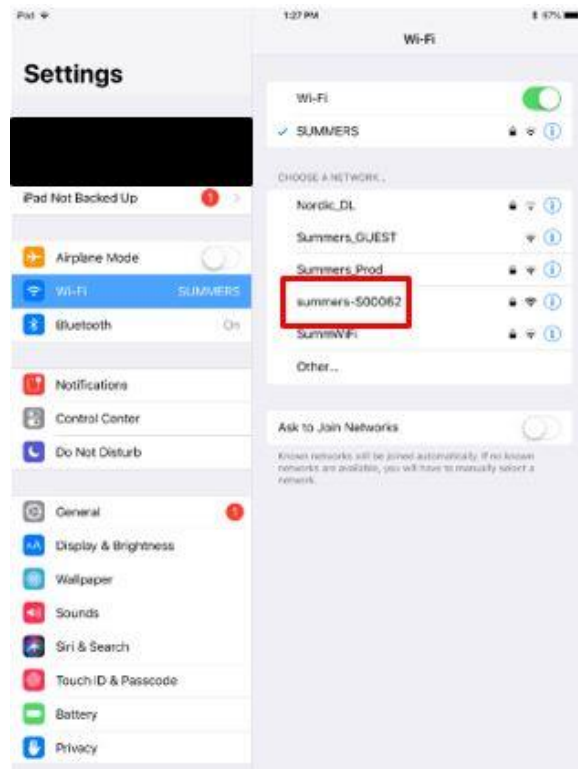 iPad
1:27 PM
67%
Settings
Wi-Fi
iPad Not Backed Up
1
Airplane Mode
Wi-Fi SUMMERS
Bluetooth On
Notifications
Control Center
Do Not Disturb
General 1
Display & Brightness
Wallpaper
Sounds
Siri & Search
Touch ID & Passcode
Battery
Privacy
Wi-Fi
SUMMERS
CHOOSE A NETWORK...
Nordic_DL
Summers_GUEST
Summers_Prod
summers-S00062
SummWiFi
Other...
Ask to Join Networks
Known networks will be joined automatically. If no known
networks are available, you will have to manually select a
network.